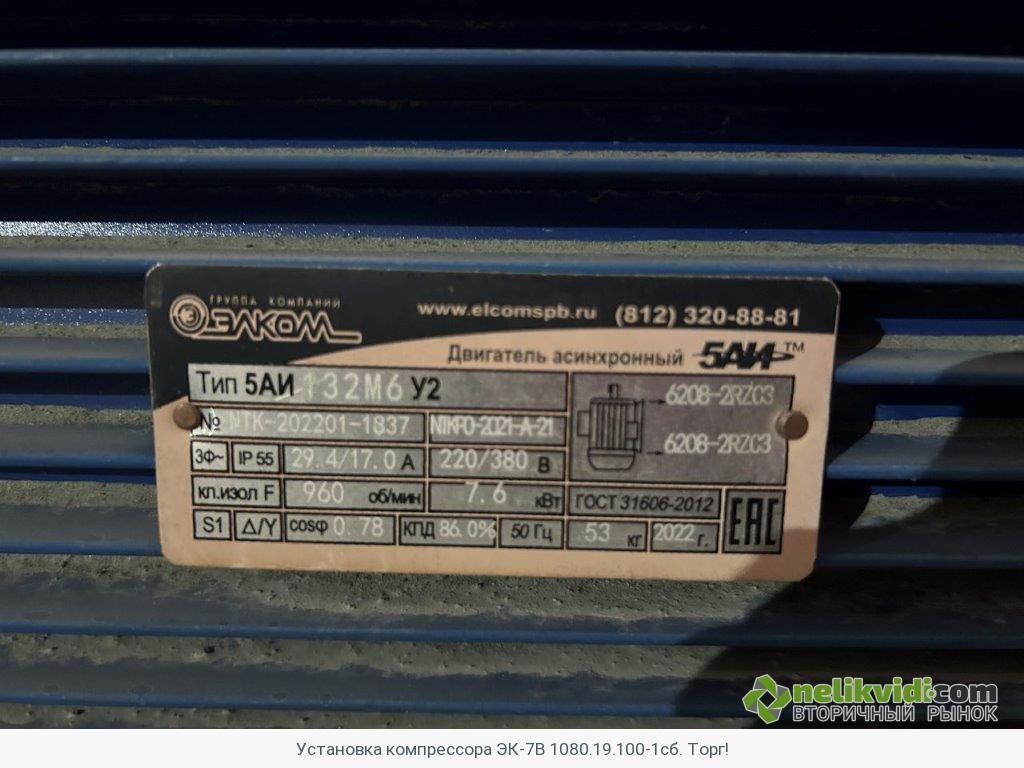 ГРУППА КОМПАНИЙ
ЭЛКОМ
www.elcomspb.ru (812) 320-88-81
Двигатель асинхронный 5АИ™
Тип 5АИ 132М6 У2
6208-2RZC3
№ NTK-202201-1837 NIKFO-2021-A-21
6208-2RZC3
3Ф~ IP 55 29.4/17.0 А 220/380 В
кл.изол F 960 об/мин 7.6 кВт ГОСТ 31606-2012
S1 Δ/Y cosφ 0.78 КПД 86.0% 50 Гц 53 кг 2022 г. EAC
nelikvidi.com
ВТОРИЧНЫЙ РЫНОК
Установка компрессора ЭК-7В 1080.19.100-1сб. Торг!